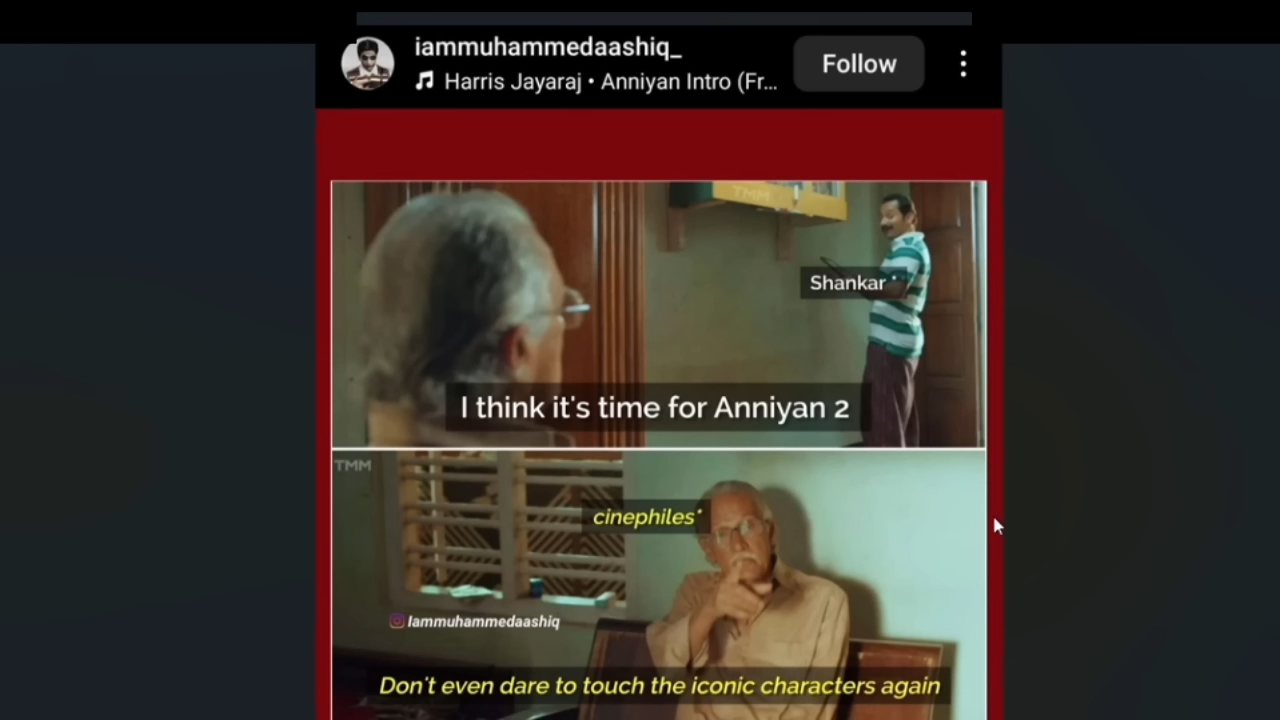 iammuhammedaashiq_
Harris Jayaraj • Anniyan Intro (Fr...
Follow
TMM
Shankar *
I think it's time for Anniyan 2
TMM
cinephiles*
Iammuhammedaashiq
Don't even dare to touch the iconic characters again